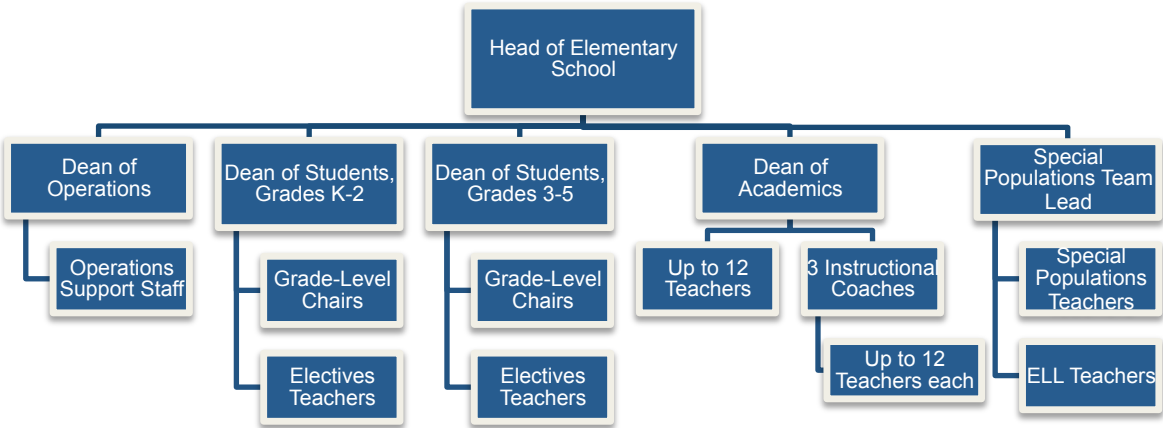 Head of Elementary
School
Dean of
Operations
Dean of Students,
Grades K-2
Dean of Students,
Grades 3-5
Dean of
Academics
Special
Populations Team
Lead
Operations
Support Staff
Grade-Level
Chairs
Electives
Teachers
Grade-Level
Chairs
Electives
Teachers
Up to 12
Teachers
3 Instructional
Coaches
Up to 12
Teachers each
Special
Populations
Teachers
ELL Teachers